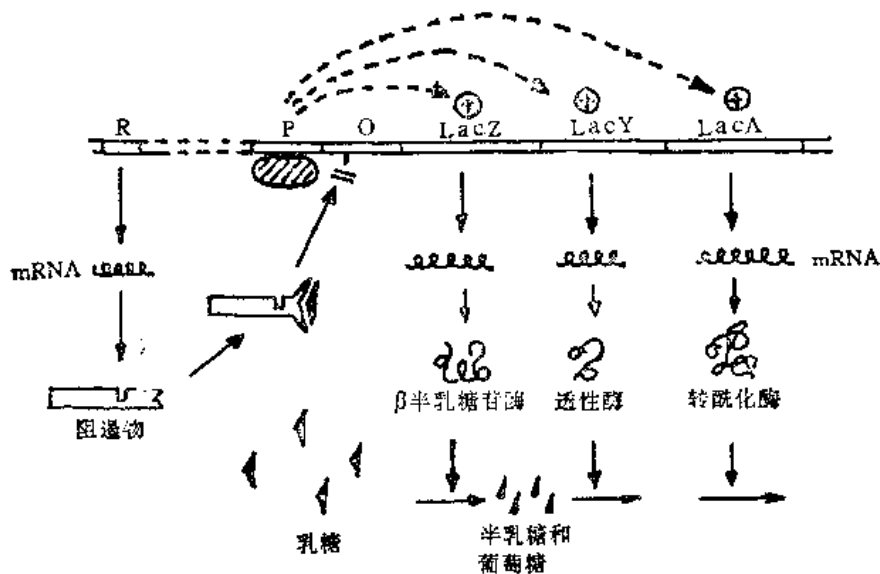 R P O LacZ LacY LacA
mRNA mRNA
β半乳糖苷酶 透性酶 转酰化酶
阻遏物
乳糖 半乳糖和
葡萄糖